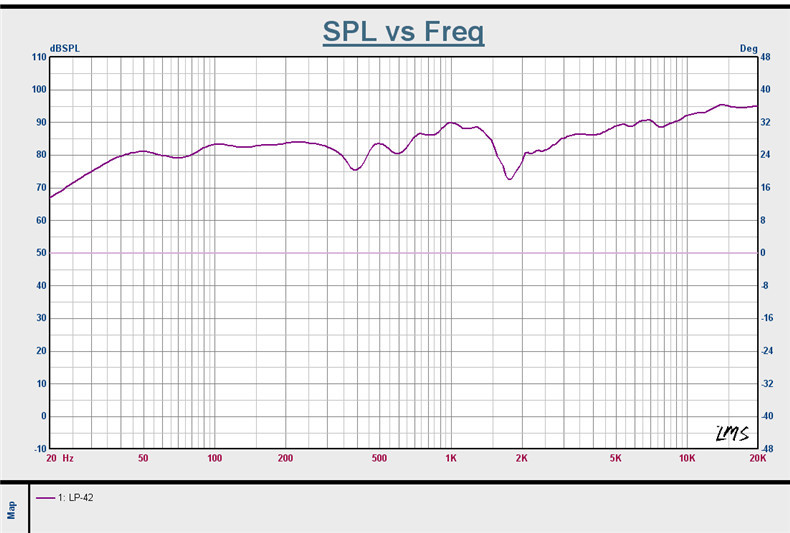 SPL vs Freq
dBSPL Deg
110 48
100 40
90 32
80 24
70 16
60 8
50 0
40 -8
30 -16
20 -24
10 -32
0 -40
-10 -48
LMS
20 Hz 50 100 200 500 1K 2K 5K 10K 20K
Map
1: LP-42